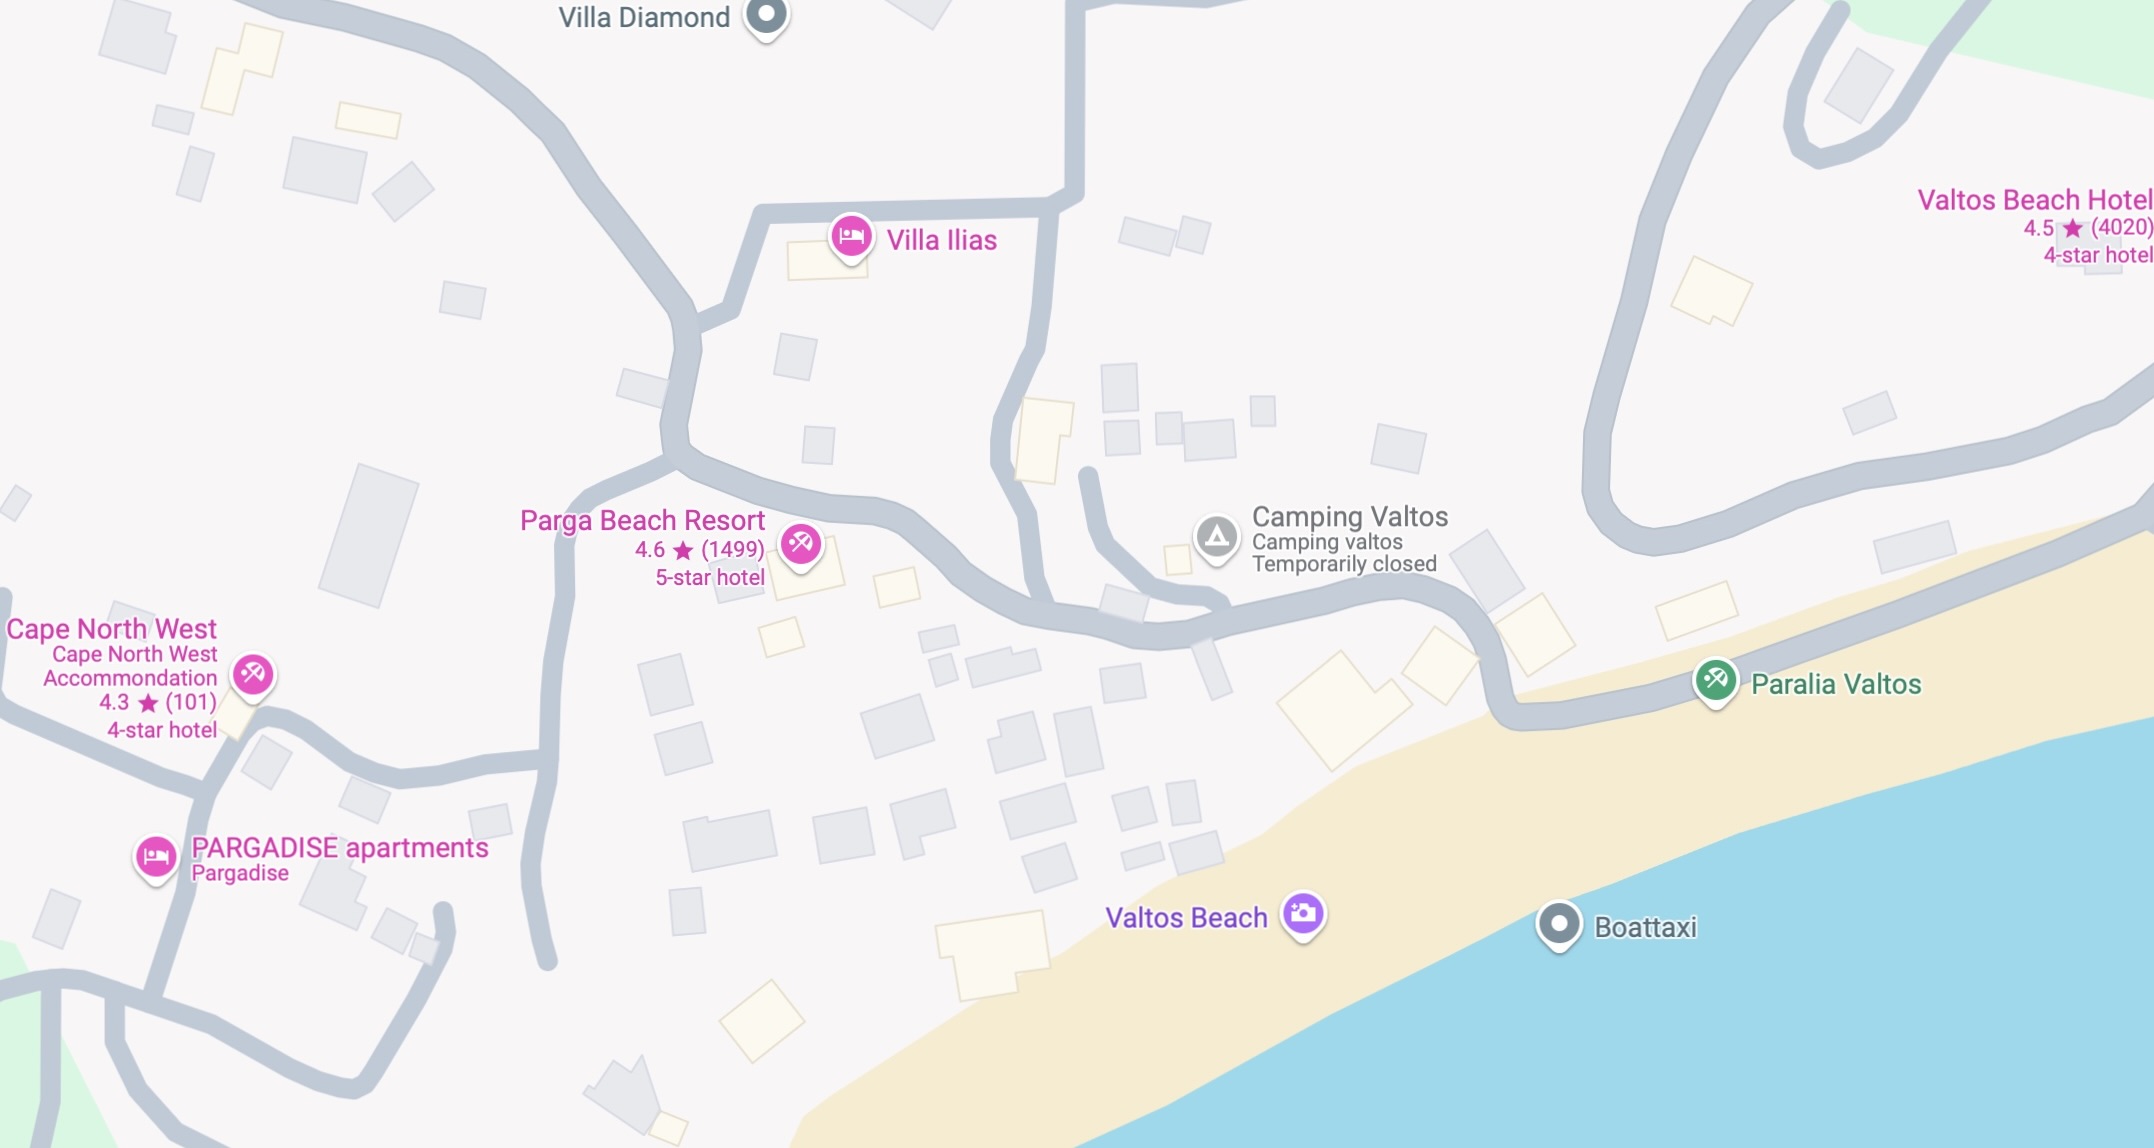 Villa Diamond
Valtos Beach Hotel
4.5 ★ (4020)
4-star hotel
Villa Ilias
Parga Beach Resort
4.6 ★ (1499)
5-star hotel
Camping Valtos
Camping valtos
Temporarily closed
Cape North West
Cape North West
Accommondation
4.3 ★ (101)
4-star hotel
Paralia Valtos
PARGADISE apartments
Pargadise
Valtos Beach
Boattaxi